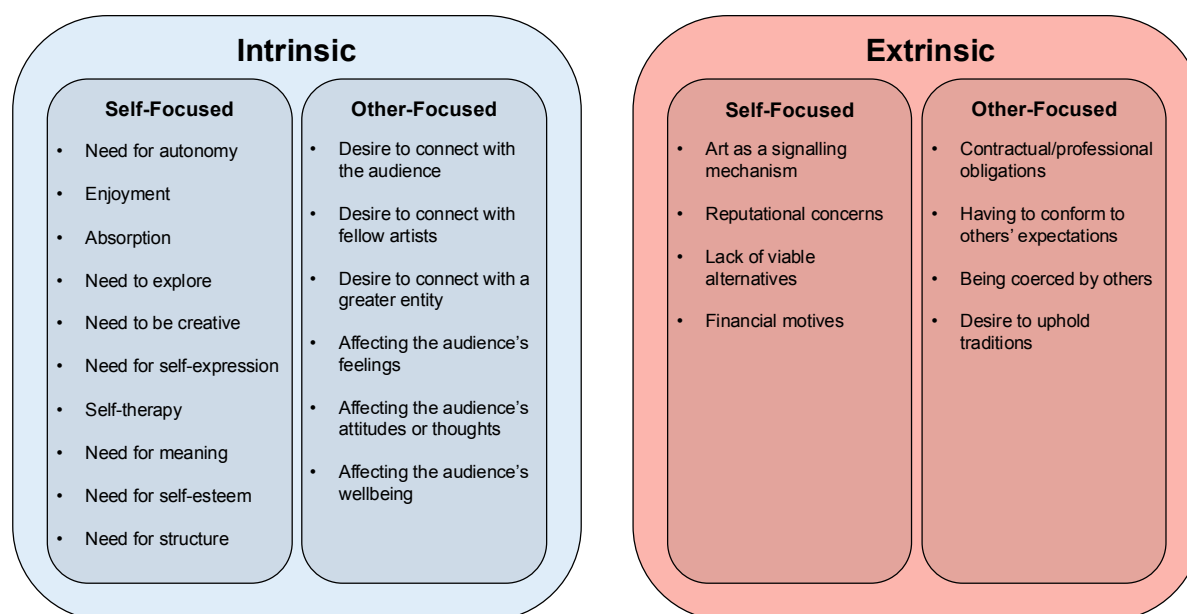 Intrinsic
Self-Focused
• Need for autonomy
• Enjoyment
• Absorption
• Need to explore
• Need to be creative
• Need for self-expression
• Self-therapy
• Need for meaning
• Need for self-esteem
• Need for structure
Other-Focused
• Desire to connect with
the audience
• Desire to connect with
fellow artists
• Desire to connect with a
greater entity
• Affecting the audience’s
feelings
• Affecting the audience’s
attitudes or thoughts
• Affecting the audience’s
wellbeing
Extrinsic
Self-Focused
• Art as a signalling
mechanism
• Reputational concerns
• Lack of viable
alternatives
• Financial motives
Other-Focused
• Contractual/professional
obligations
• Having to conform to
others’ expectations
• Being coerced by others
• Desire to uphold
traditions